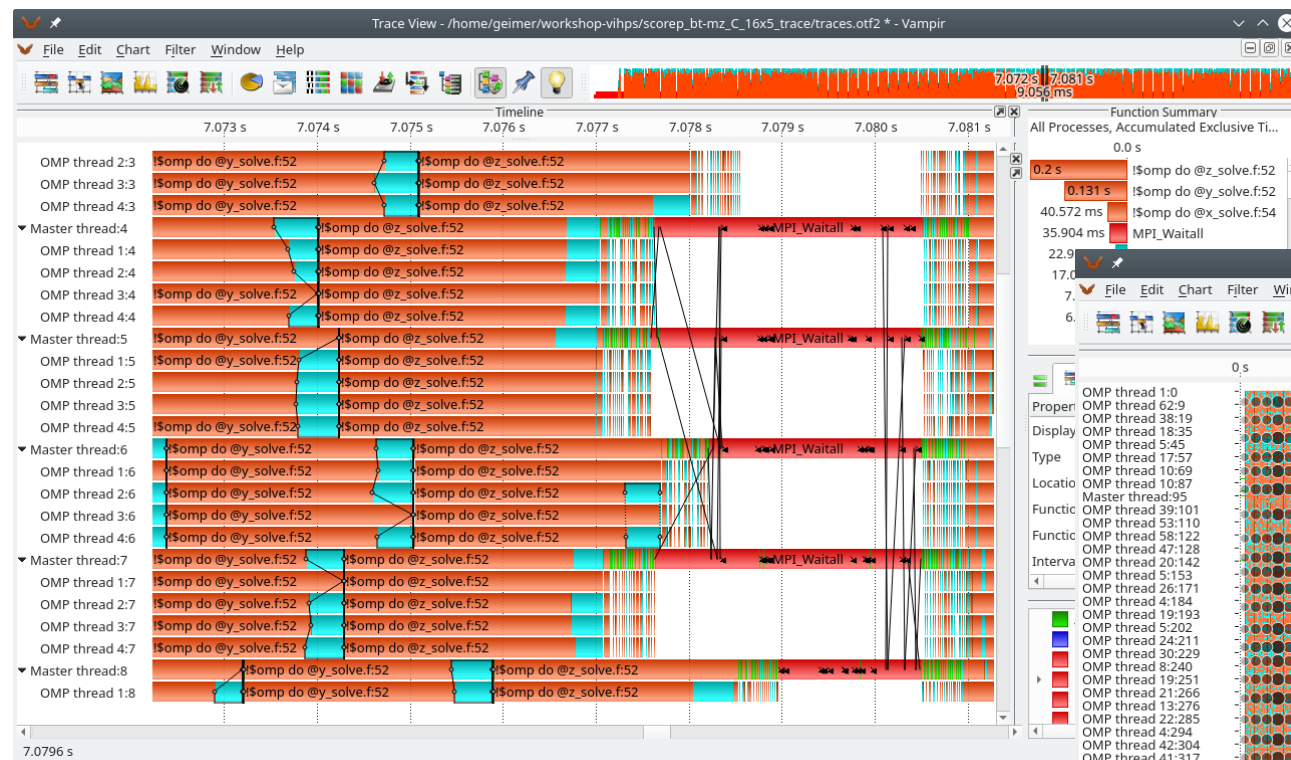 Trace View - /home/geimer/workshop-vihps/scorep_bt-mz_C_16x5_trace/traces.otf2 * - Vampir
File Edit Chart Filter Window Help
7.072 s 7.081 s
9.056 ms
Timeline
7.073 s 7.074 s 7.075 s 7.076 s 7.077 s 7.078 s 7.079 s 7.080 s 7.081 s
OMP thread 2:3 !$omp do @y_solve.f:52 !$omp do @z_solve.f:52
OMP thread 3:3 !$omp do @y_solve.f:52 !$omp do @z_solve.f:52
OMP thread 4:3 !$omp do @y_solve.f:52 !$omp do @z_solve.f:52
Master thread:4 !$omp do @z_solve.f:52 MPI_Waitall
OMP thread 1:4 !$omp do @z_solve.f:52
OMP thread 2:4 !$omp do @z_solve.f:52
OMP thread 3:4 !$omp do @y_solve.f:52 !$omp do @z_solve.f:52
OMP thread 4:4 !$omp do @z_solve.f:52
Master thread:5 !$omp do @y_solve.f:52 !$omp do @z_solve.f:52 MPI_Waitall
OMP thread 1:5 !$omp do @y_solve.f:52 !$omp do @z_solve.f:52
OMP thread 2:5 !$omp do @z_solve.f:52
OMP thread 3:5 !$omp do @z_solve.f:52
OMP thread 4:5 !$omp do @y_solve.f:52 !$omp do @z_solve.f:52
Master thread:6 !$omp do @y_solve.f:52 !$omp do @z_solve.f:52 MPI_Waitall
OMP thread 1:6 !$omp do @y_solve.f:52 !$omp do @z_solve.f:52
OMP thread 2:6 !$omp do @y_solve.f:52 !$omp do @z_solve.f:52
OMP thread 3:6 !$omp do @y_solve.f:52 !$omp do @z_solve.f:52
OMP thread 4:6 !$omp do @y_solve.f:52 !$omp do @z_solve.f:52
Master thread:7 !$omp do @y_solve.f:52 !$omp do @z_solve.f:52 MPI_Waitall
OMP thread 1:7 !$omp do @y_solve.f:52 !$omp do @z_solve.f:52
OMP thread 2:7 !$omp do @y_solve.f:52 !$omp do @z_solve.f:52
OMP thread 3:7 !$omp do @y_solve.f:52 !$omp do @z_solve.f:52
OMP thread 4:7 !$omp do @y_solve.f:52 !$omp do @z_solve.f:52
Master thread:8 !$omp do @y_solve.f:52 !$omp do @z_solve.f:52
OMP thread 1:8 !$omp do @y_solve.f:52 !$omp do @z_solve.f:52
7.0796 s
Function Summary
All Processes, Accumulated Exclusive Ti...
0.0 s
0.2 s !$omp do @z_solve.f:52
0.131 s !$omp do @y_solve.f:52
40.572 ms !$omp do @x_solve.f:54
35.904 ms MPI_Waitall
22.9
17.0
7.
6.
Proper
Display
Type
Locatio
Functio
Functio
Interva
File Edit Chart Filter Wi
0 s
OMP thread 1:0
OMP thread 62:9
OMP thread 38:19
OMP thread 18:35
OMP thread 5:45
OMP thread 17:57
OMP thread 10:69
OMP thread 10:87
Master thread:95
OMP thread 39:101
OMP thread 53:110
OMP thread 58:122
OMP thread 47:128
OMP thread 20:142
OMP thread 5:153
OMP thread 26:171
OMP thread 4:184
OMP thread 19:193
OMP thread 5:202
OMP thread 24:211
OMP thread 30:229
OMP thread 8:240
OMP thread 19:251
OMP thread 21:266
OMP thread 13:276
OMP thread 22:285
OMP thread 4:294
OMP thread 42:304
OMP thread 41:317